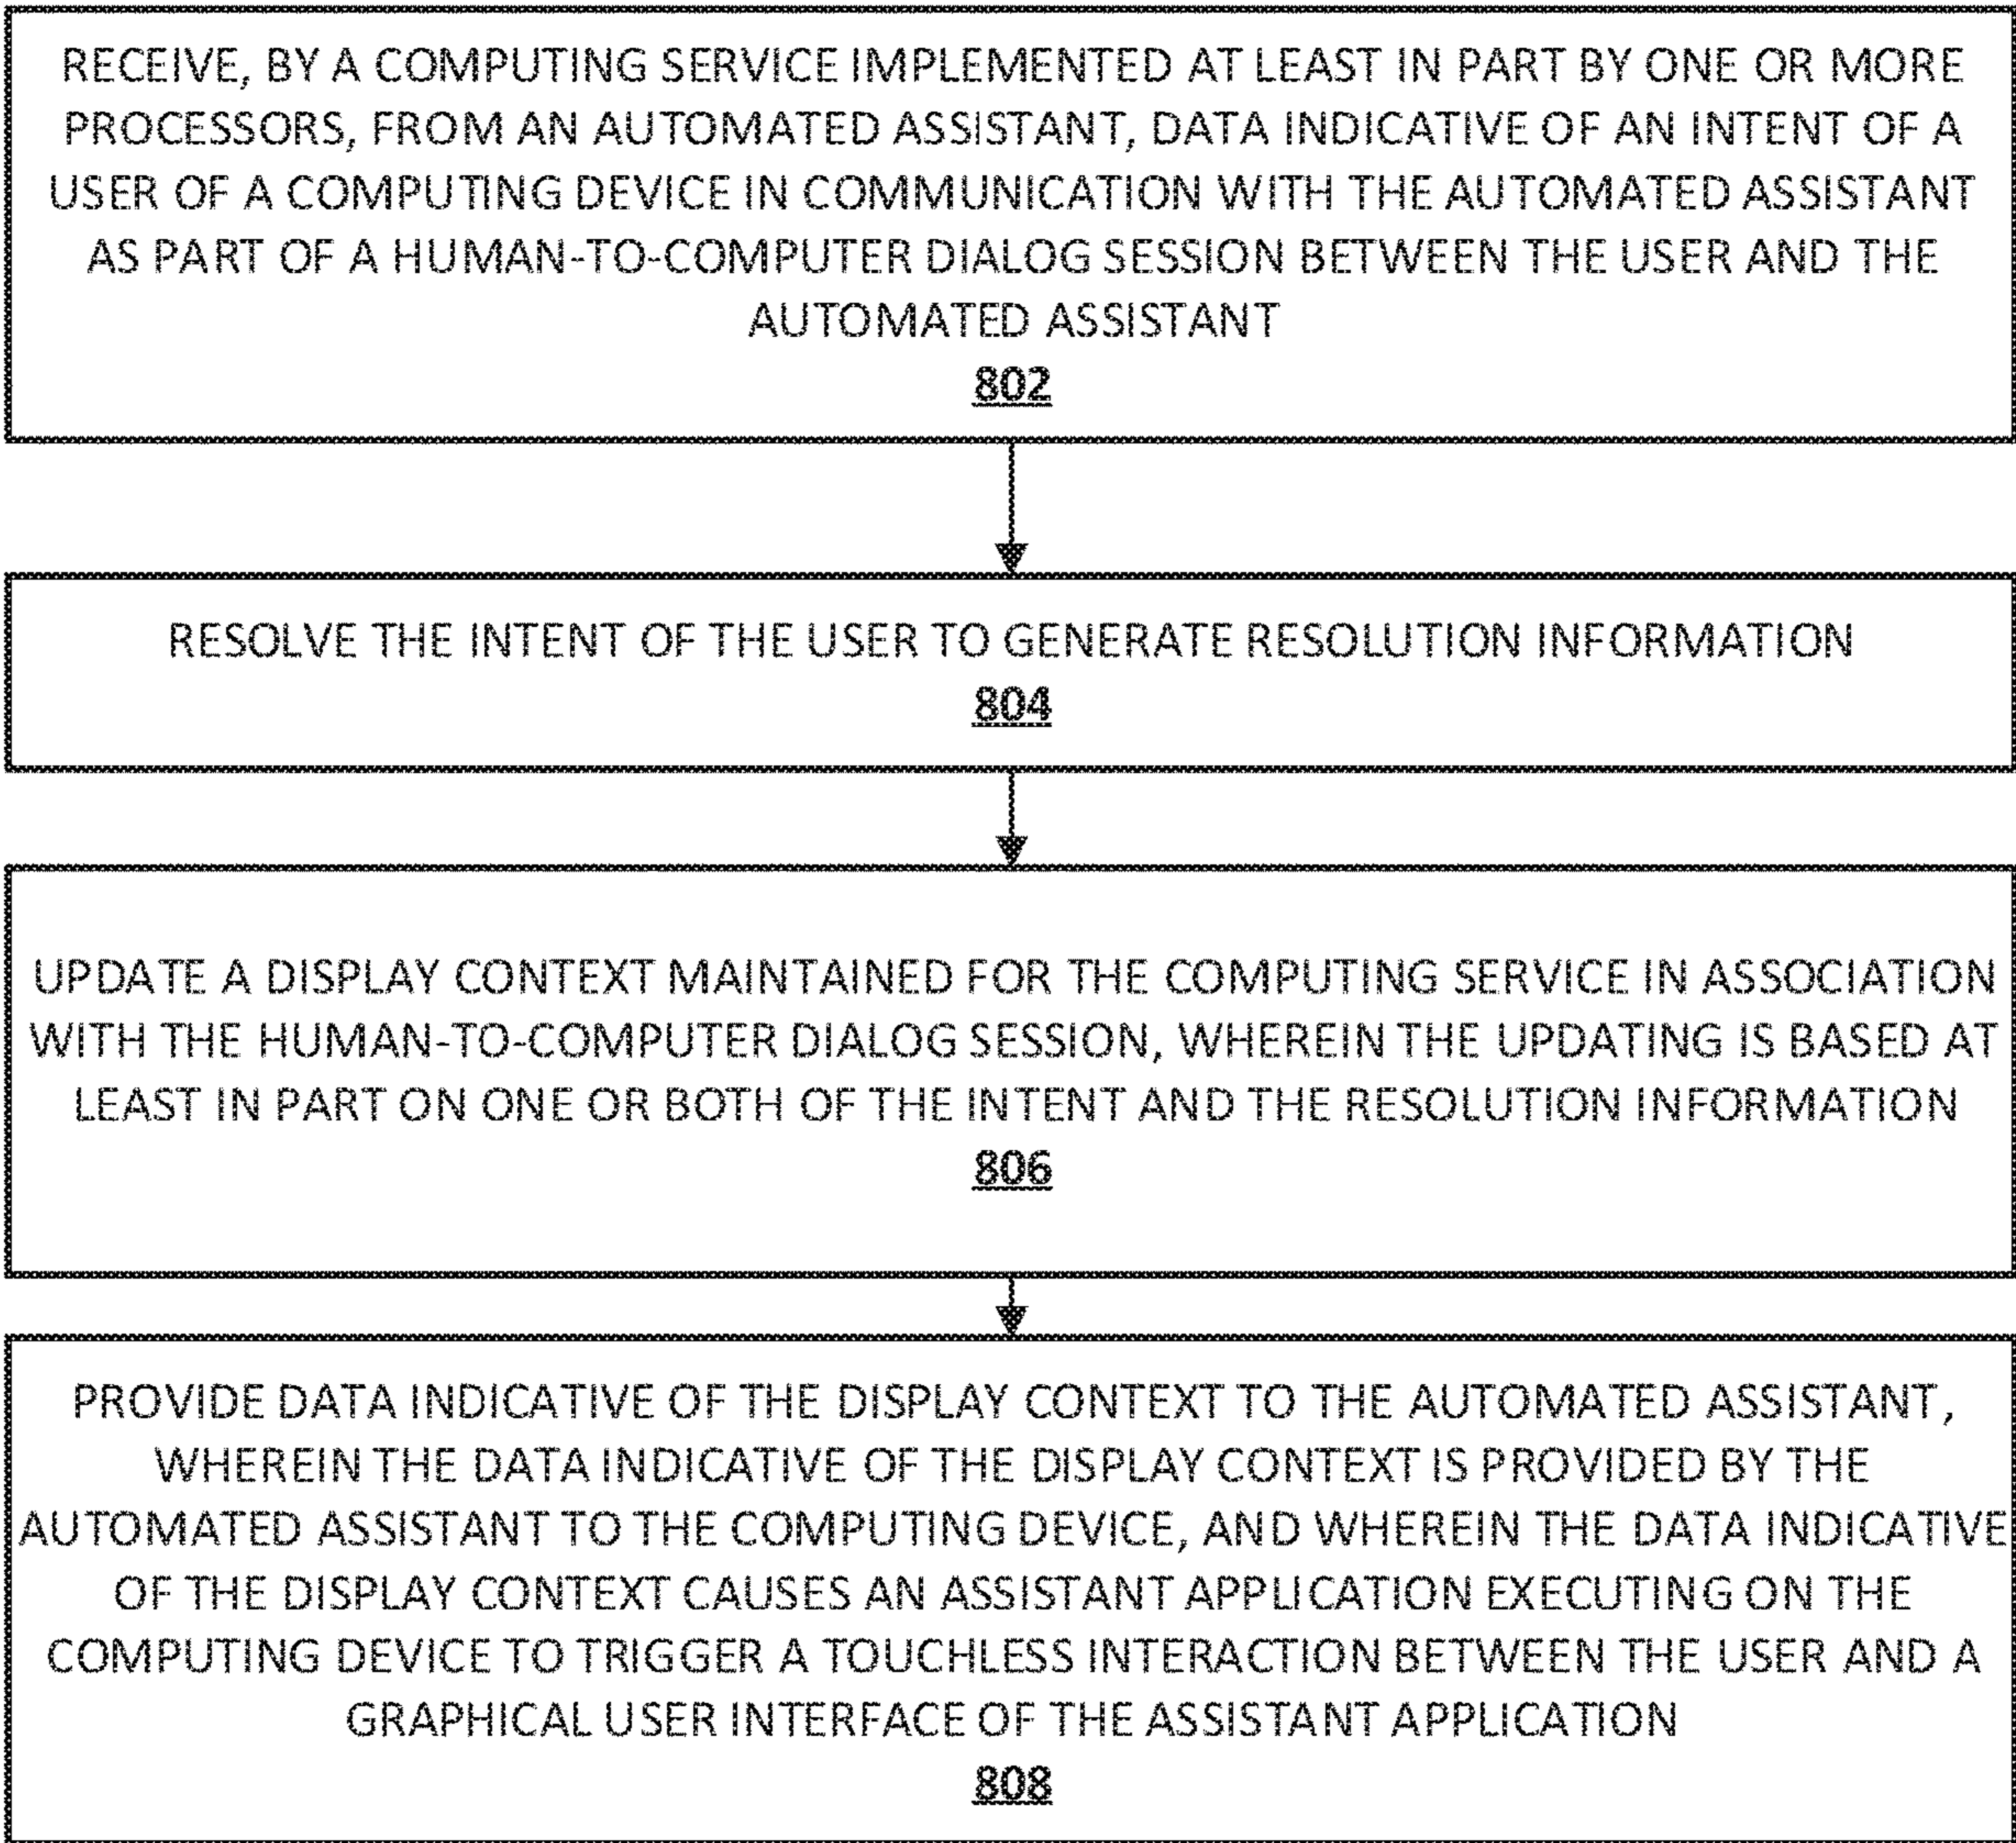 RECEIVE, BY A COMPUTING SERVICE IMPLEMENTED AT LEAST IN PART BY ONE OR MORE
PROCESSORS, FROM AN AUTOMATED ASSISTANT, DATA INDICATIVE OF AN INTENT OF A
USER OF A COMPUTING DEVICE IN COMMUNICATION WITH THE AUTOMATED ASSISTANT
AS PART OF A HUMAN-TO-COMPUTER DIALOG SESSION BETWEEN THE USER AND THE
AUTOMATED ASSISTANT
802
RESOLVE THE INTENT OF THE USER TO GENERATE RESOLUTION INFORMATION
804
UPDATE A DISPLAY CONTEXT MAINTAINED FOR THE COMPUTING SERVICE IN ASSOCIATION
WITH THE HUMAN-TO-COMPUTER DIALOG SESSION, WHEREIN THE UPDATING IS BASED AT
LEAST IN PART ON ONE OR BOTH OF THE INTENT AND THE RESOLUTION INFORMATION
806
PROVIDE DATA INDICATIVE OF THE DISPLAY CONTEXT TO THE AUTOMATED ASSISTANT,
WHEREIN THE DATA INDICATIVE OF THE DISPLAY CONTEXT IS PROVIDED BY THE
AUTOMATED ASSISTANT TO THE COMPUTING DEVICE, AND WHEREIN THE DATA INDICATIVE
OF THE DISPLAY CONTEXT CAUSES AN ASSISTANT APPLICATION EXECUTING ON THE
COMPUTING DEVICE TO TRIGGER A TOUCHLESS INTERACTION BETWEEN THE USER AND A
GRAPHICAL USER INTERFACE OF THE ASSISTANT APPLICATION
808